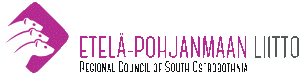 ETELÄ-POHJANMAAN LIITTO
REGIONAL COUNCIL OF SOUTH OSTROBOTHNIA